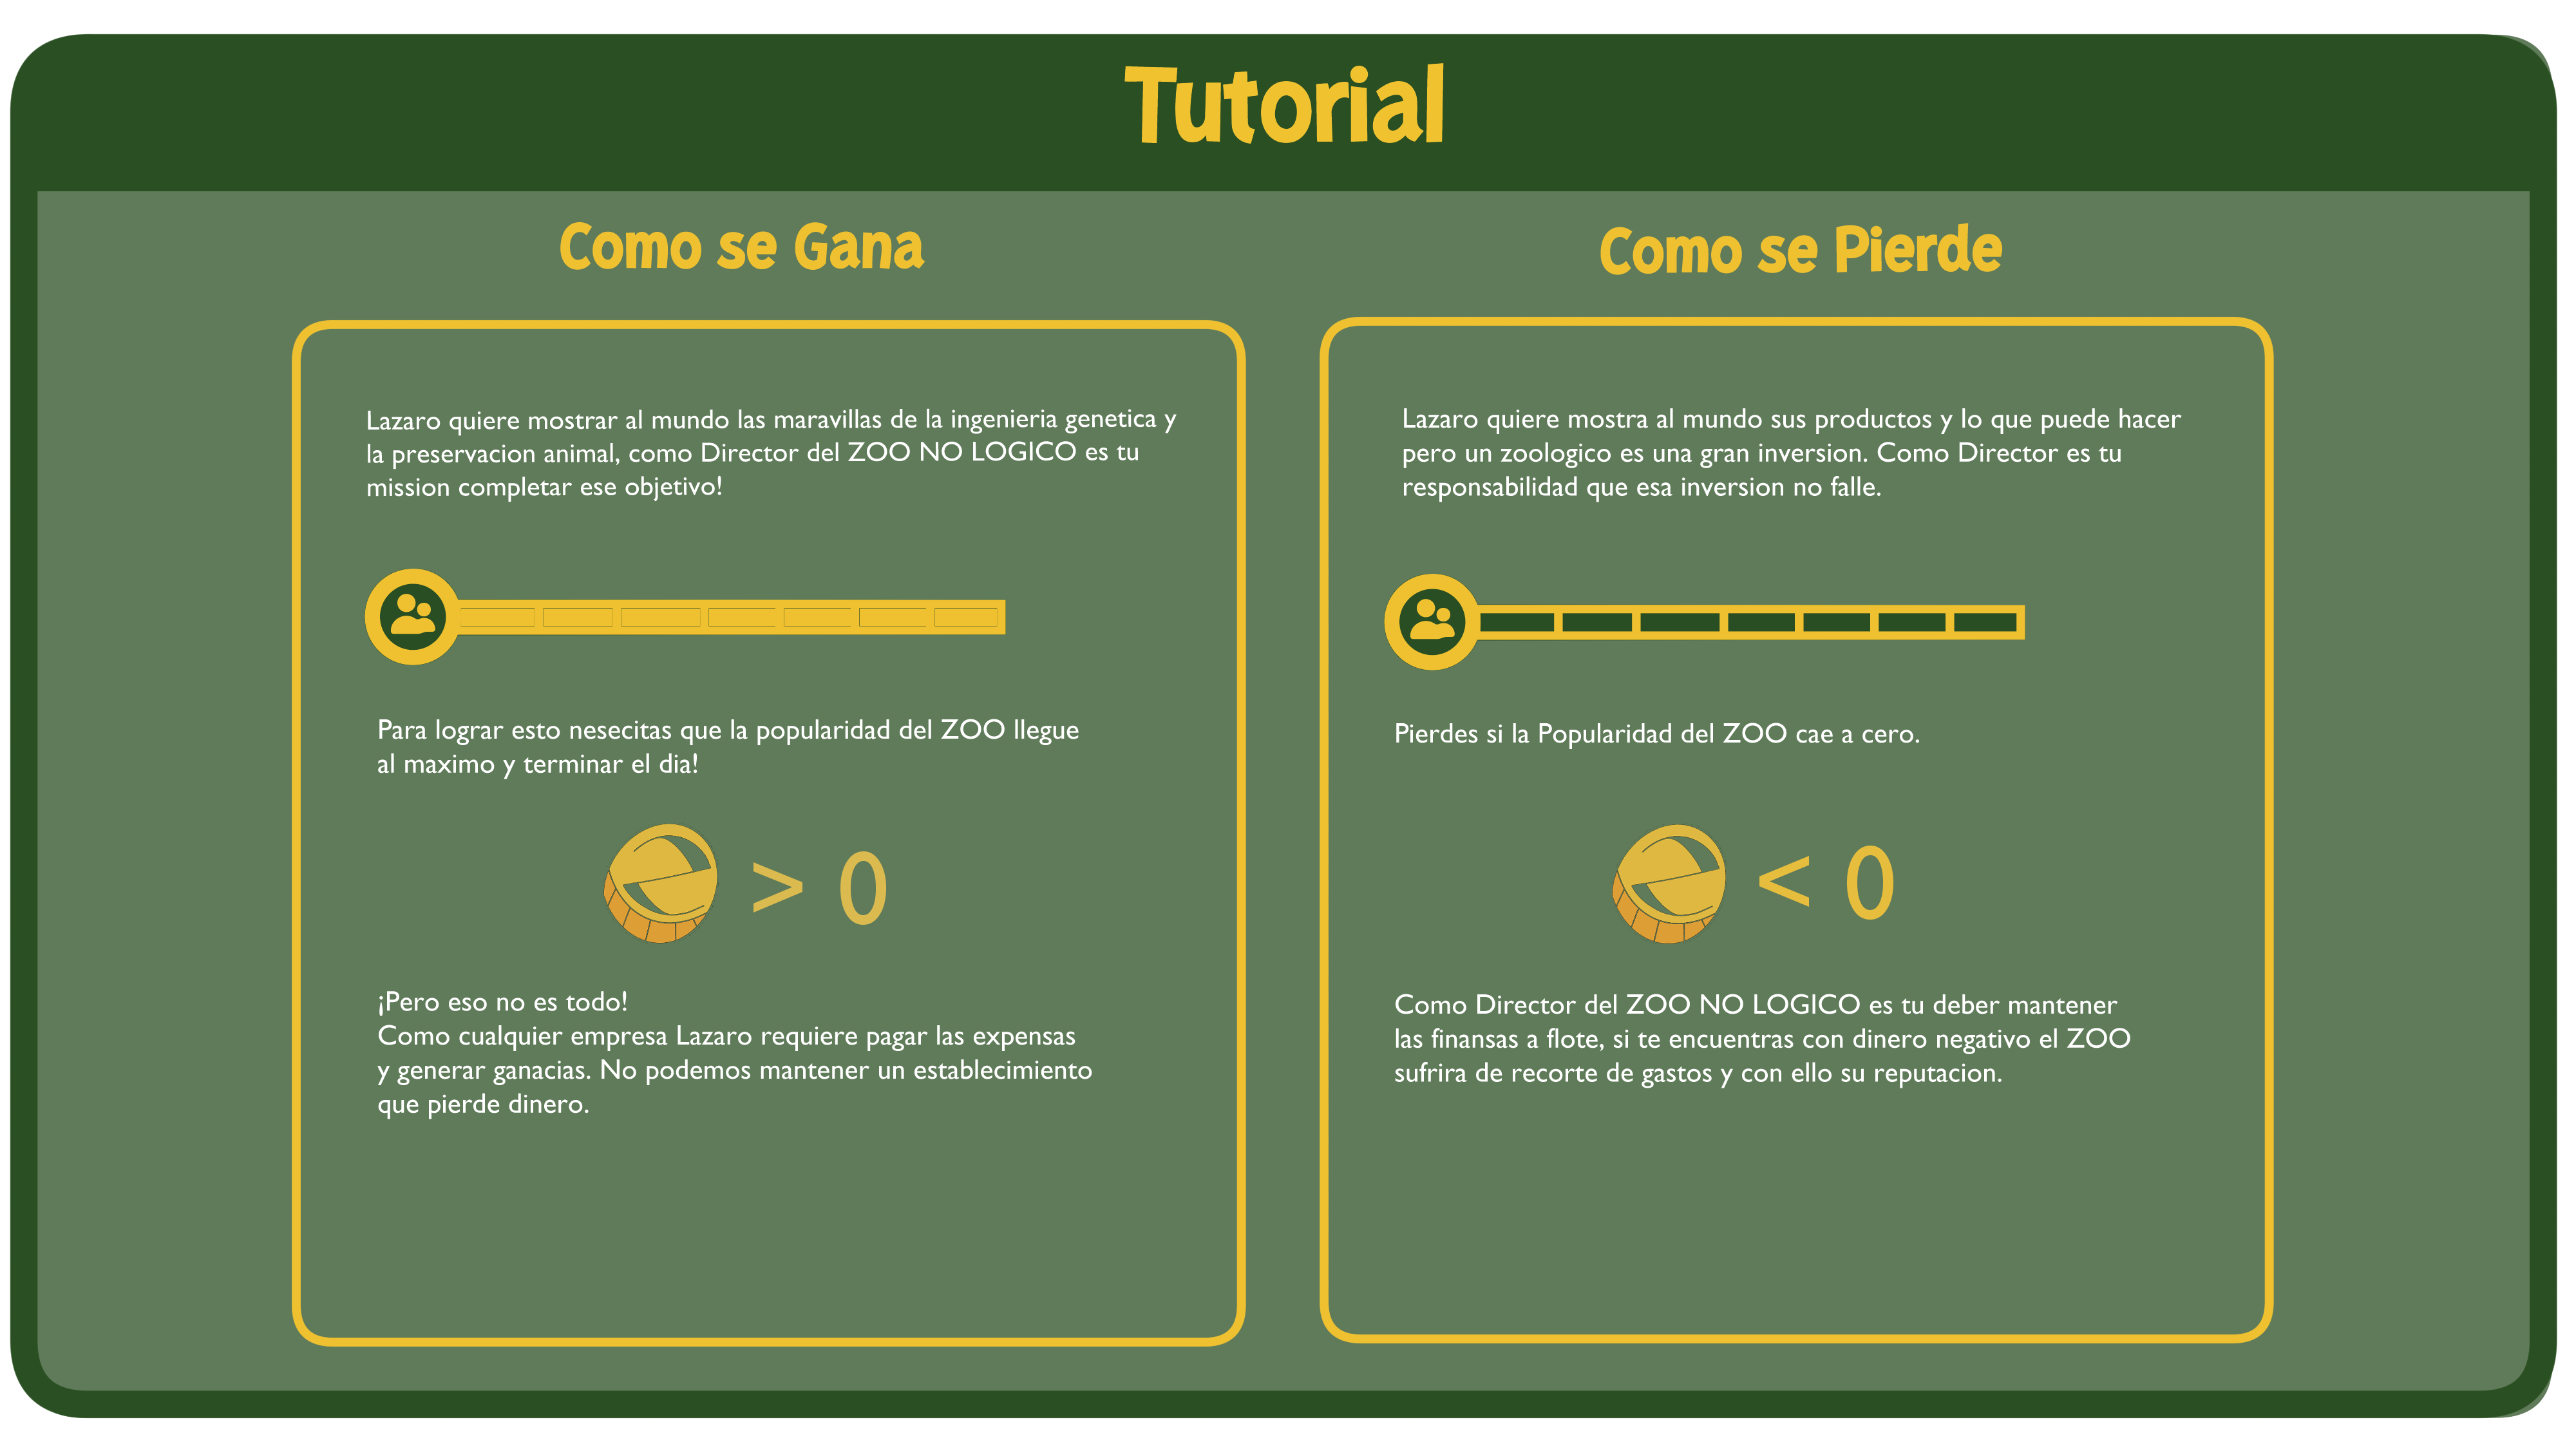 Tutorial
Como se Gana
Lazaro quiere mostrar al mundo las maravillas de la ingenieria genetica y
la preservacion animal, como Director del ZOO NO LOGICO es tu
mission completar ese objetivo!
Para lograr esto nesecitas que la popularidad del ZOO llegue
al maximo y terminar el dia!
> 0
¡Pero eso no es todo!
Como cualquier empresa Lazaro requiere pagar las expensas
y generar ganacias. No podemos mantener un establecimiento
que pierde dinero.
Como se Pierde
Lazaro quiere mostra al mundo sus productos y lo que puede hacer
pero un zoologico es una gran inversion. Como Director es tu
responsabilidad que esa inversion no falle.
Pierdes si la Popularidad del ZOO cae a cero.
< 0
Como Director del ZOO NO LOGICO es tu deber mantener
las finansas a flote, si te encuentras con dinero negativo el ZOO
sufrira de recorte de gastos y con ello su reputacion.